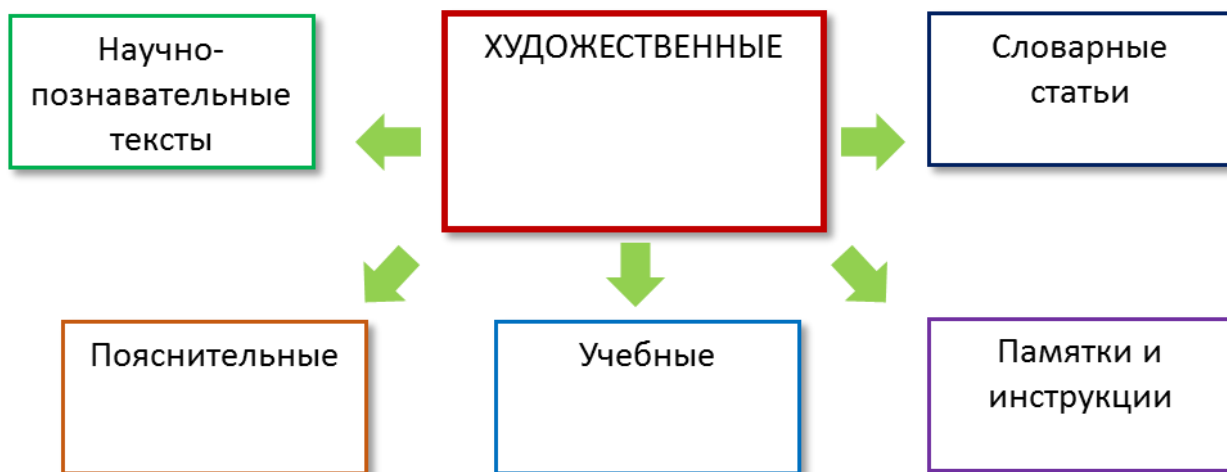 Научно-
познавательные
тексты
ХУДОЖЕСТВЕННЫЕ
Словарные
статьи
Пояснительные
Учебные
Памятки и
инструкции